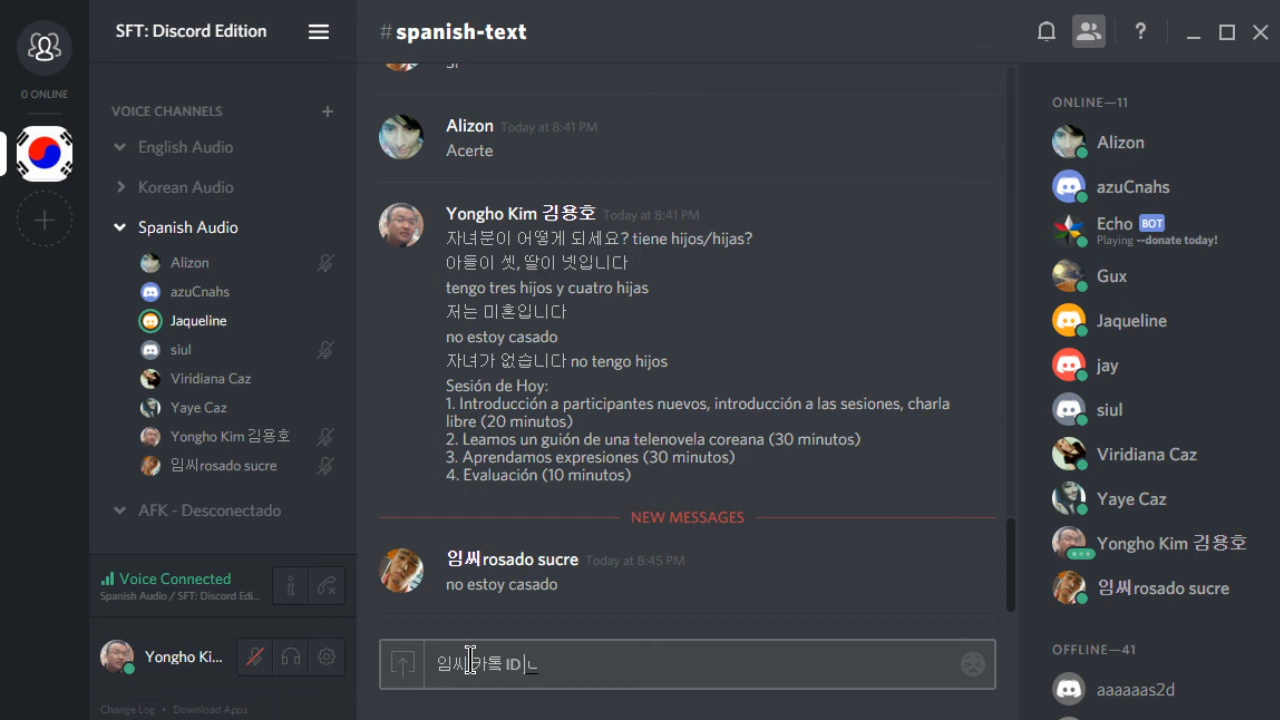 SFT: Discord Edition
#spanish-text
0 ONLINE
VOICE CHANNELS
English Audio
Korean Audio
Spanish Audio
Alizon
azuCnahs
Jaqueline
siul
Viridiana Caz
Yaye Caz
Yongho Kim 김용호
임씨rosado sucre
AFK - Desconectado
Voice Connected
Spanish Audio / SFT: Discord Edi...
Yongho Ki...
Change Log • Download Apps
Alizon Today at 8:41 PM
Acerte
Yongho Kim 김용호 Today at 8:41 PM
자녀분이 어떻게 되세요? tiene hijos/hijas?
아들이 셋, 딸이 넷입니다
tengo tres hijos y cuatro hijas
저는 미혼입니다
no estoy casado
자녀가 없습니다 no tengo hijos
Sesión de Hoy:
1. Introducción a participantes nuevos, introducción a las sesiones, charla
libre (20 minutos)
2. Leamos un guión de una telenovela coreana (30 minutos)
3. Aprendamos expresiones (30 minutos)
4. Evaluación (10 minutos)
NEW MESSAGES
임씨rosado sucre Today at 8:45 PM
no estoy casado
임씨 카톡 ID ㄴ
ONLINE—11
Alizon
azuCnahs
Echo BOT
Playing --donate today!
Gux
Jaqueline
jay
siul
Viridiana Caz
Yaye Caz
Yongho Kim 김용호
임씨rosado sucre
OFFLINE—41
aaaaaas2d